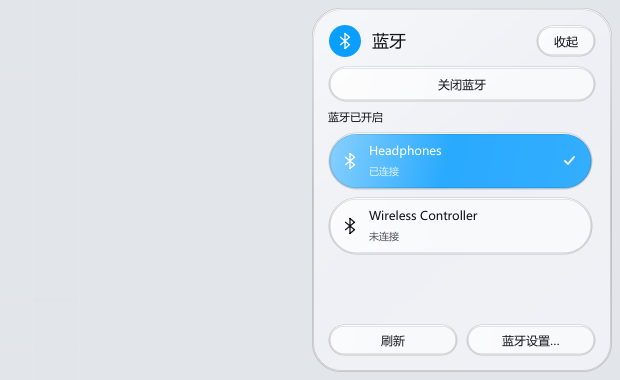 蓝牙
收起
关闭蓝牙
蓝牙已开启
Headphones
已连接
Wireless Controller
未连接
刷新
蓝牙设置...